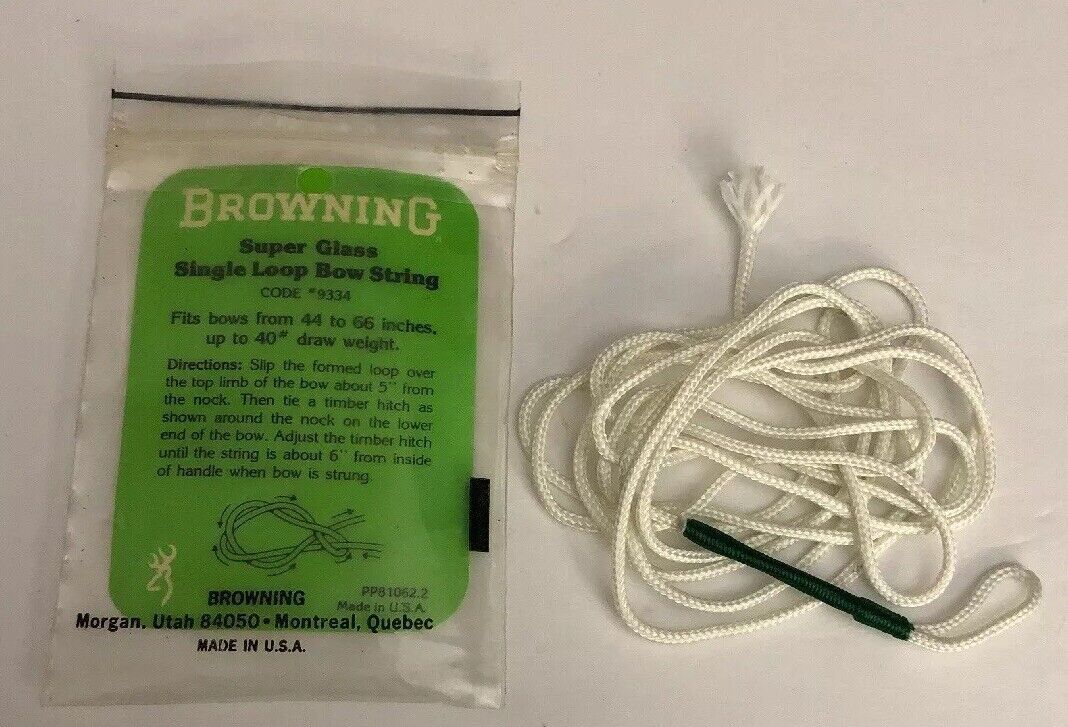 BROWNING
Super Glass
Single Loop Bow String
CODE #9334
Fits bows from 44 to 66 inches,
up to 40# draw weight.
Directions: Slip the formed loop over
the top limb of the bow about 5" from
the nock. Then tie a timber hitch as
shown around the nock on the lower
end of the bow. Adjust the timber hitch
until the string is about 6" from inside
of handle when bow is strung.
PP81062.2
Made in U.S.A.
BROWNING
Morgan, Utah 84050 • Montreal, Quebec
MADE IN U.S.A.